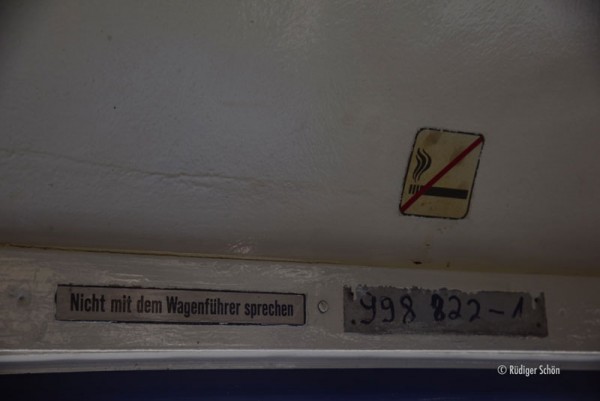 Nicht mit dem Wagenführer sprechen
998 822-1
© Rüdiger Schön